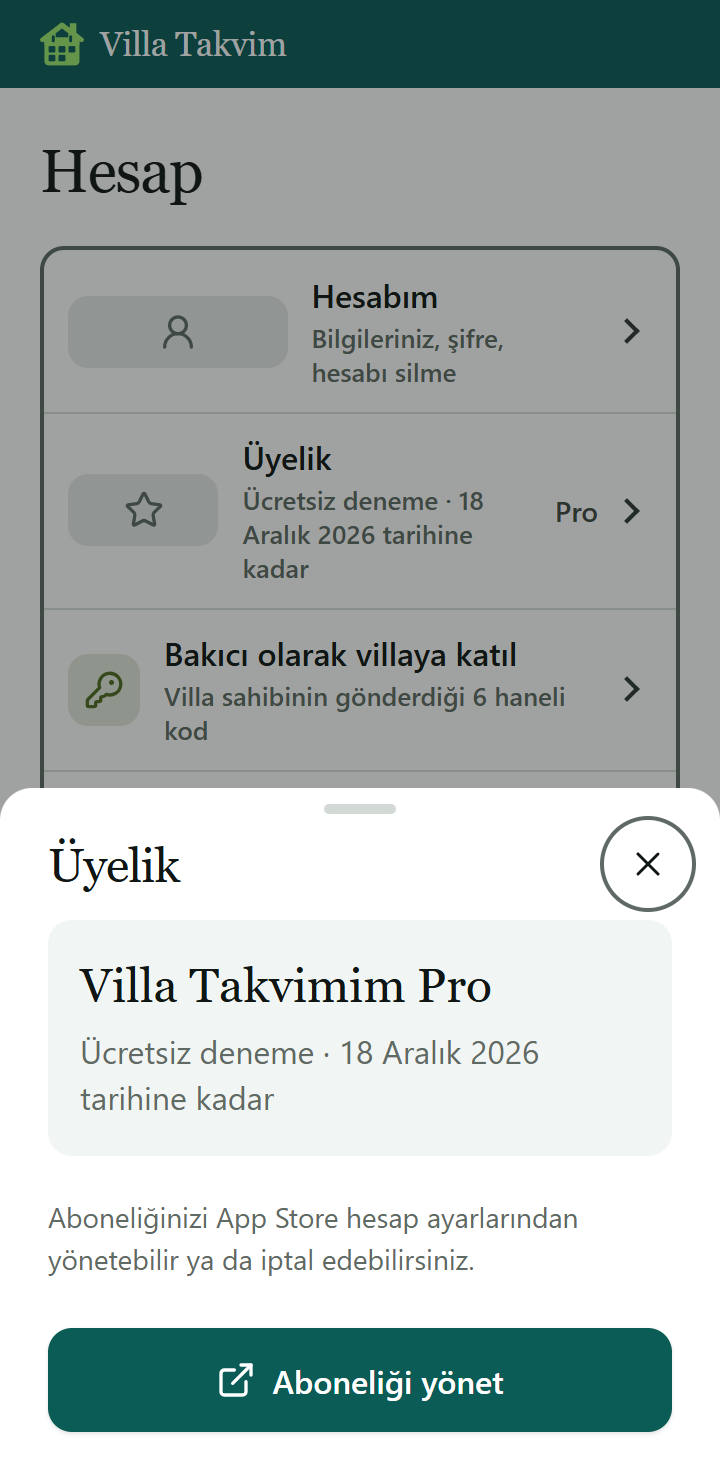 Villa Takvim
Hesap
Hesabım
Bilgileriniz, şifre,
hesabı silme
Üyelik
Ücretsiz deneme · 18
Aralık 2026 tarihine
kadar
Pro
Bakıcı olarak villaya katıl
Villa sahibinin gönderdiği 6 haneli
kod
Üyelik
Villa Takvimim Pro
Ücretsiz deneme · 18 Aralık 2026
tarihine kadar
Aboneliğinizi App Store hesap ayarlarından
yönetebilir ya da iptal edebilirsiniz.
Aboneliği yönet